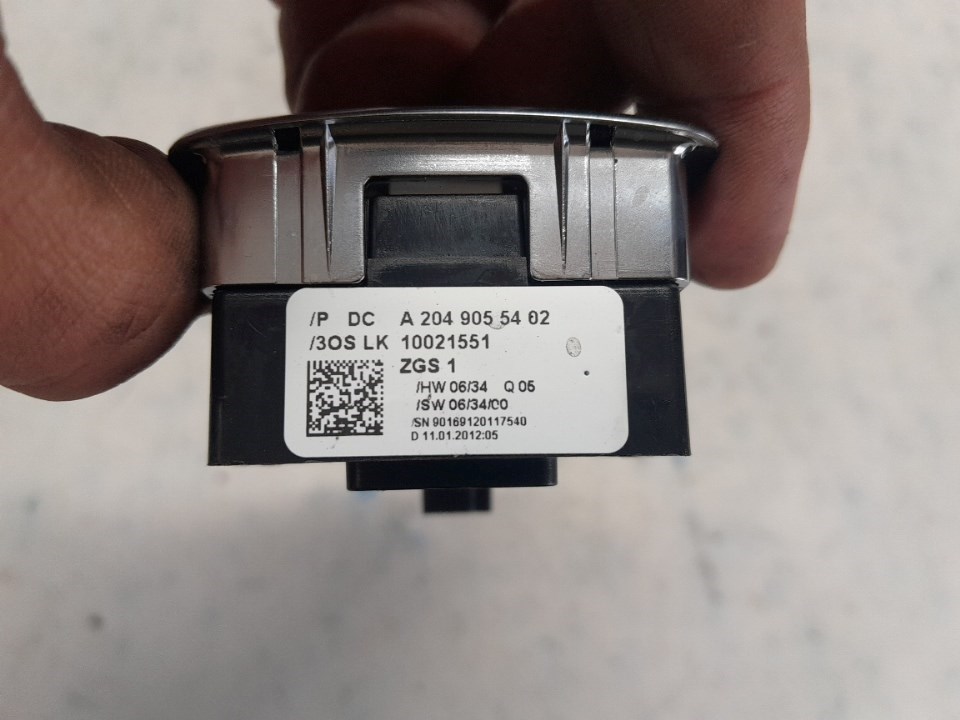 /P DC A 204 905 54 02
/3OS LK 10021551
ZGS 1
/HW 06/34 Q 05
/SW 06/34/00
/SN 90169120117540
D 11.01.2012:05